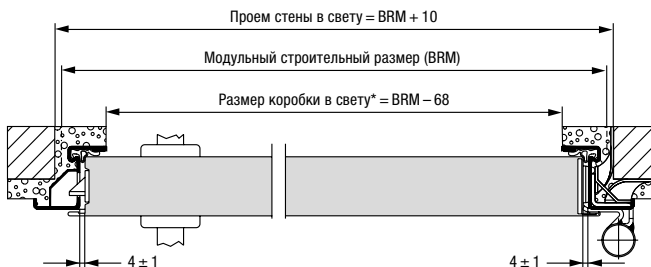 Проем стены в свету = BRM + 10
Модульный строительный размер (BRM)
Размер коробки в свету* = BRM – 68
4 ± 1
4 ± 1